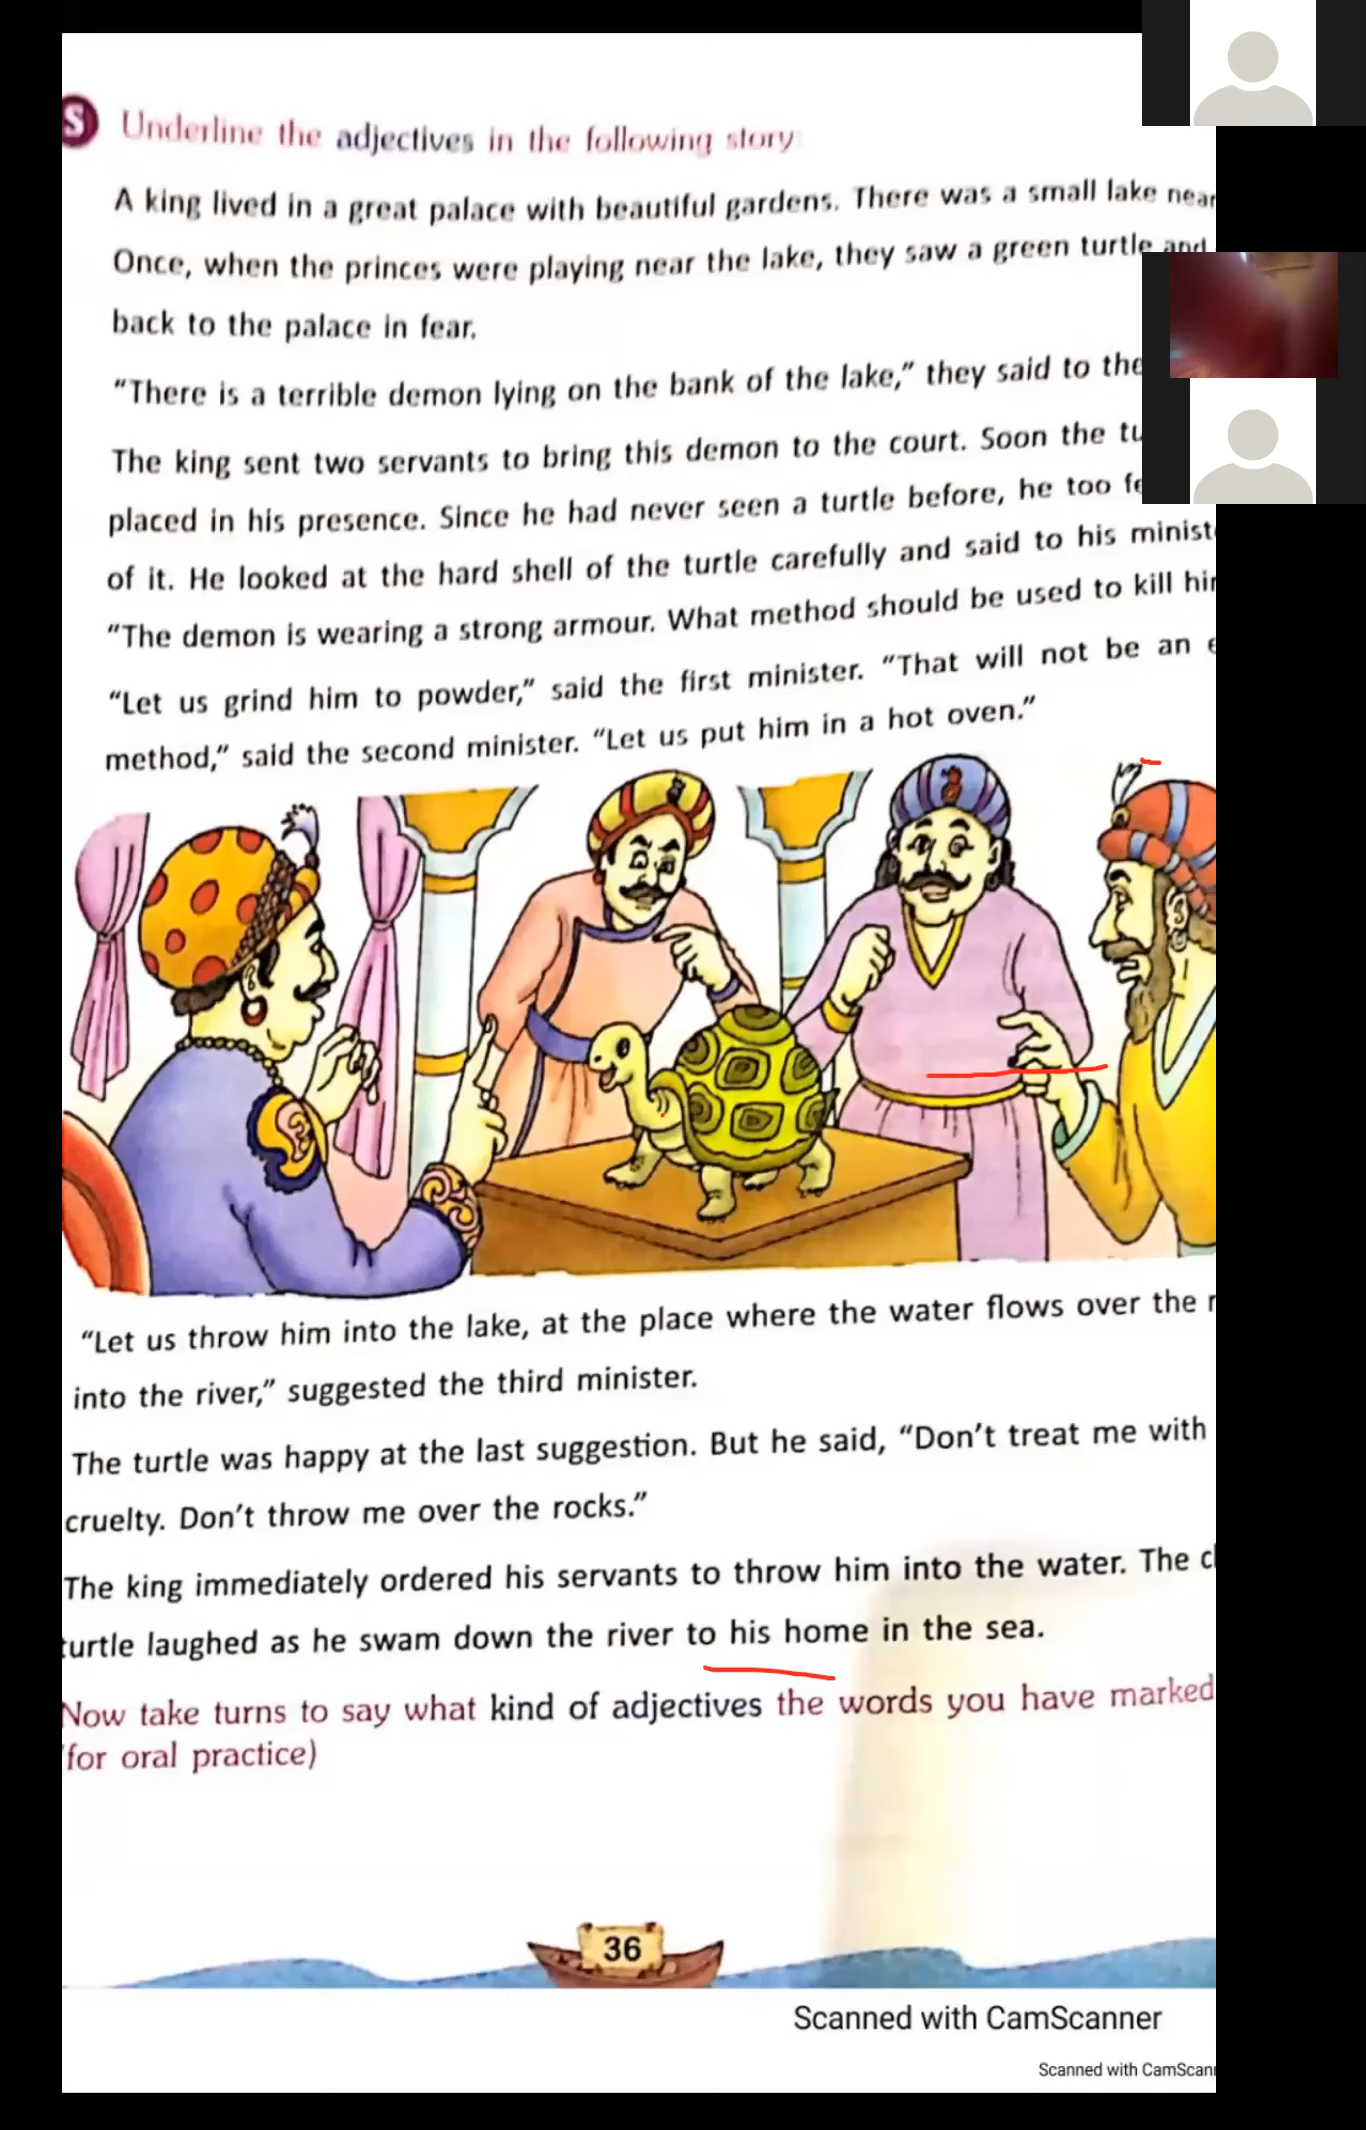 S Underline the adjectives in the following story
A king lived in a great palace with beautiful gardens. There was a small lake near
Once, when the princes were playing near the lake, they saw a green turtle and
back to the palace in fear.
“There is a terrible demon lying on the bank of the lake,” they said to the
The king sent two servants to bring this demon to the court. Soon the
placed in his presence. Since he had never seen a turtle before, he too
of it. He looked at the hard shell of the turtle carefully and said to his
“The demon is wearing a strong armour. What method should be used to kill
“Let us grind him to powder,” said the first minister. “That will not be an
method,” said the second minister. “Let us put him in a hot oven.”
“Let us throw him into the lake, at the place where the water flows over the
into the river,” suggested the third minister.
The turtle was happy at the last suggestion. But he said, “Don’t treat me with
cruelty. Don’t throw me over the rocks.”
The king immediately ordered his servants to throw him into the water. The
turtle laughed as he swam down the river to his home in the sea.
Now take turns to say what kind of adjectives the words you have marked
for oral practice)
36
Scanned with CamScanner
Scanned with